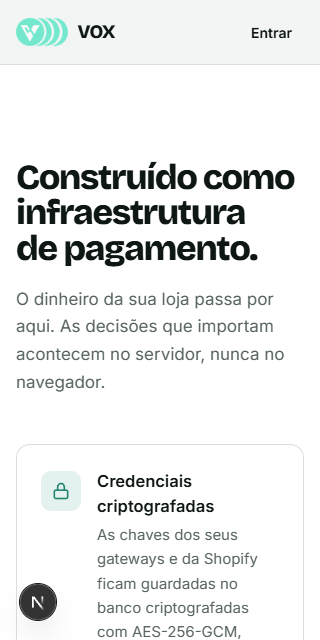 VOX
Entrar
Construído como
infraestrutura
de pagamento.
O dinheiro da sua loja passa por
aqui. As decisões que importam
acontecem no servidor, nunca no
navegador.
Credenciais
criptografadas
As chaves dos seus
gateways e da Shopify
ficam guardadas no
banco criptografadas
com AES-256-GCM,
N